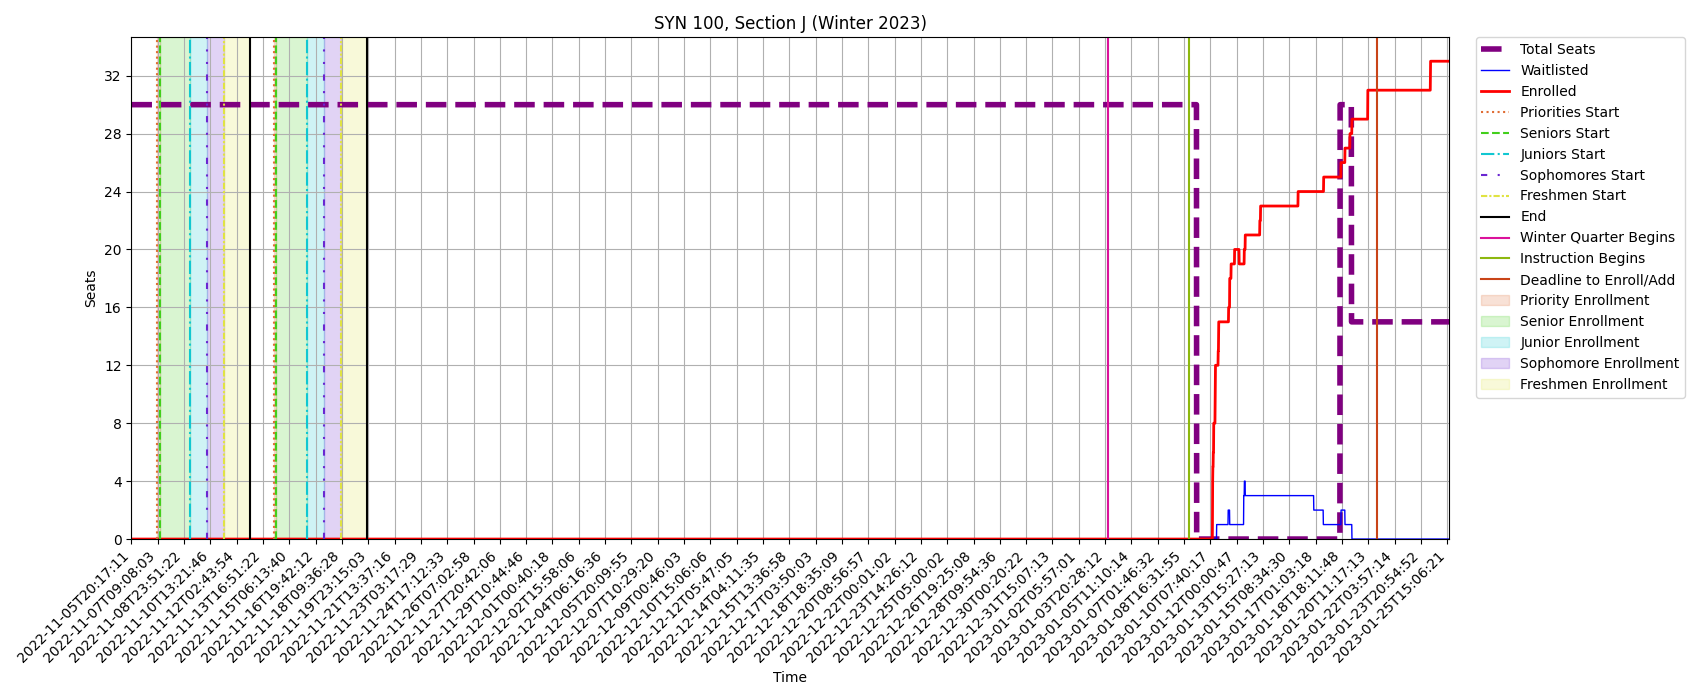 SYN 100, Section J (Winter 2023)
Seats
32
28
24
20
16
12
8
4
0
2022-11-05T20:17:11
2022-11-07T09:08:03
2022-11-08T23:51:22
2022-11-10T13:21:46
2022-11-12T02:43:54
2022-11-13T16:51:22
2022-11-15T06:13:40
2022-11-16T19:42:12
2022-11-18T09:36:28
2022-11-19T23:15:03
2022-11-21T13:37:16
2022-11-23T03:17:29
2022-11-24T17:12:33
2022-11-26T07:02:58
2022-11-27T20:42:06
2022-11-29T10:44:46
2022-12-01T00:40:18
2022-12-02T15:58:06
2022-12-04T06:16:36
2022-12-05T20:09:55
2022-12-07T10:29:20
2022-12-09T00:46:03
2022-12-10T15:06:06
2022-12-12T05:47:05
2022-12-14T04:11:35
2022-12-15T13:36:58
2022-12-17T03:50:03
2022-12-18T18:35:09
2022-12-20T08:56:57
2022-12-22T00:01:02
2022-12-23T14:26:12
2022-12-25T05:00:02
2022-12-26T19:25:08
2022-12-28T09:54:36
2022-12-30T00:20:22
2022-12-31T15:07:13
2023-01-02T05:57:01
2023-01-03T20:28:12
2023-01-05T11:10:14
2023-01-07T01:46:32
2023-01-08T16:31:55
2023-01-10T07:40:17
2023-01-12T00:00:47
2023-01-13T15:27:13
2023-01-15T08:34:30
2023-01-17T01:03:18
2023-01-18T18:11:48
2023-01-20T11:17:13
2023-01-22T03:57:14
2023-01-23T20:54:52
2023-01-25T15:06:21
Time
Total Seats
Waitlisted
Enrolled
Priorities Start
Seniors Start
Juniors Start
Sophomores Start
Freshmen Start
End
Winter Quarter Begins
Instruction Begins
Deadline to Enroll/Add
Priority Enrollment
Senior Enrollment
Junior Enrollment
Sophomore Enrollment
Freshmen Enrollment